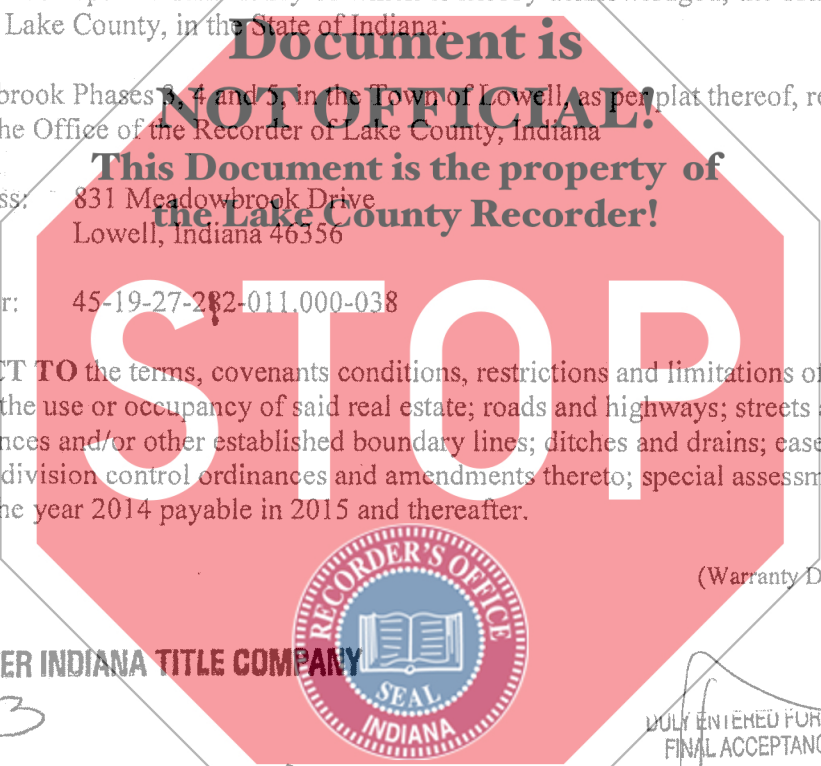 Lake County, in the State of Indiana:
Document is
brook Phases 3, 4 and 5, in the Town of Lowell, as per plat thereof, re
NOT OFFICIAL!
he Office of the Recorder of Lake County, Indiana
This Document is the property of
ss: 831 Meadowbrook Drive
the Lake County Recorder!
Lowell, Indiana 46356
r: 45-19-27-282-011.000-038
STOP
CT TO the terms, covenants conditions, restrictions and limitations of
the use or occupancy of said real estate; roads and highways; streets
nces and/or other established boundary lines; ditches and drains; ease
division control ordinances and amendments thereto; special assessm
he year 2014 payable in 2015 and thereafter.
RECORDER'S OFFICE
(Warranty D
ER INDIANA TITLE COMPANY
SEAL
3
INDIANA
DULY ENTERED FOR
FINAL ACCEPTANC